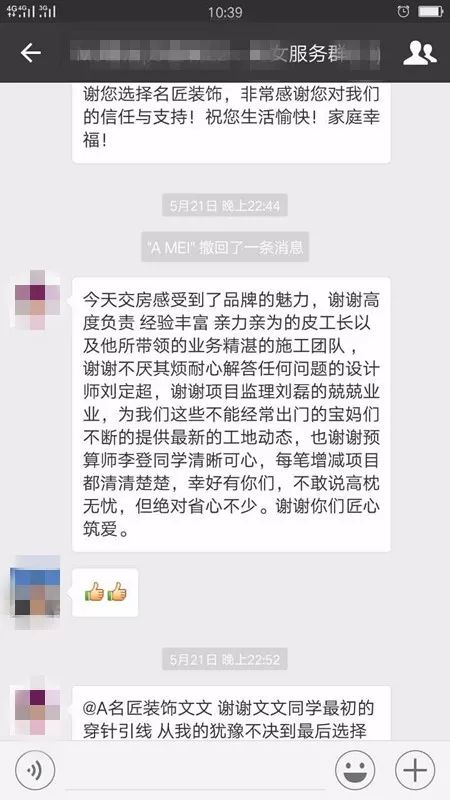 4G 4G 3G
10:39
女服务群
谢您选择名匠装饰，非常感谢您对我们
的信任与支持！祝您生活愉快！家庭幸
福！
5月21日 晚上22:44
"A MEI" 撤回了一条消息
今天交房感受到了品牌的魅力，谢谢高
度负责 经验丰富 亲力亲为的皮工长以
及他所带领的业务精湛的施工团队 ，
谢谢不厌其烦耐心解答任何问题的设计
师刘定超，谢谢项目监理刘磊的兢兢业
业，为我们这些不能经常出门的宝妈们
不断的提供最新的工地动态，也谢谢预
算师李登同学清晰可心，每笔增减项目
都清清楚楚，幸好有你们，不敢说高枕
无忧，但绝对省心不少。谢谢你们匠心
筑爱。
5月21日 晚上22:52
@A名匠装饰文文 谢谢文文同学最初的
穿针引线 从我的犹豫不决到最后选择